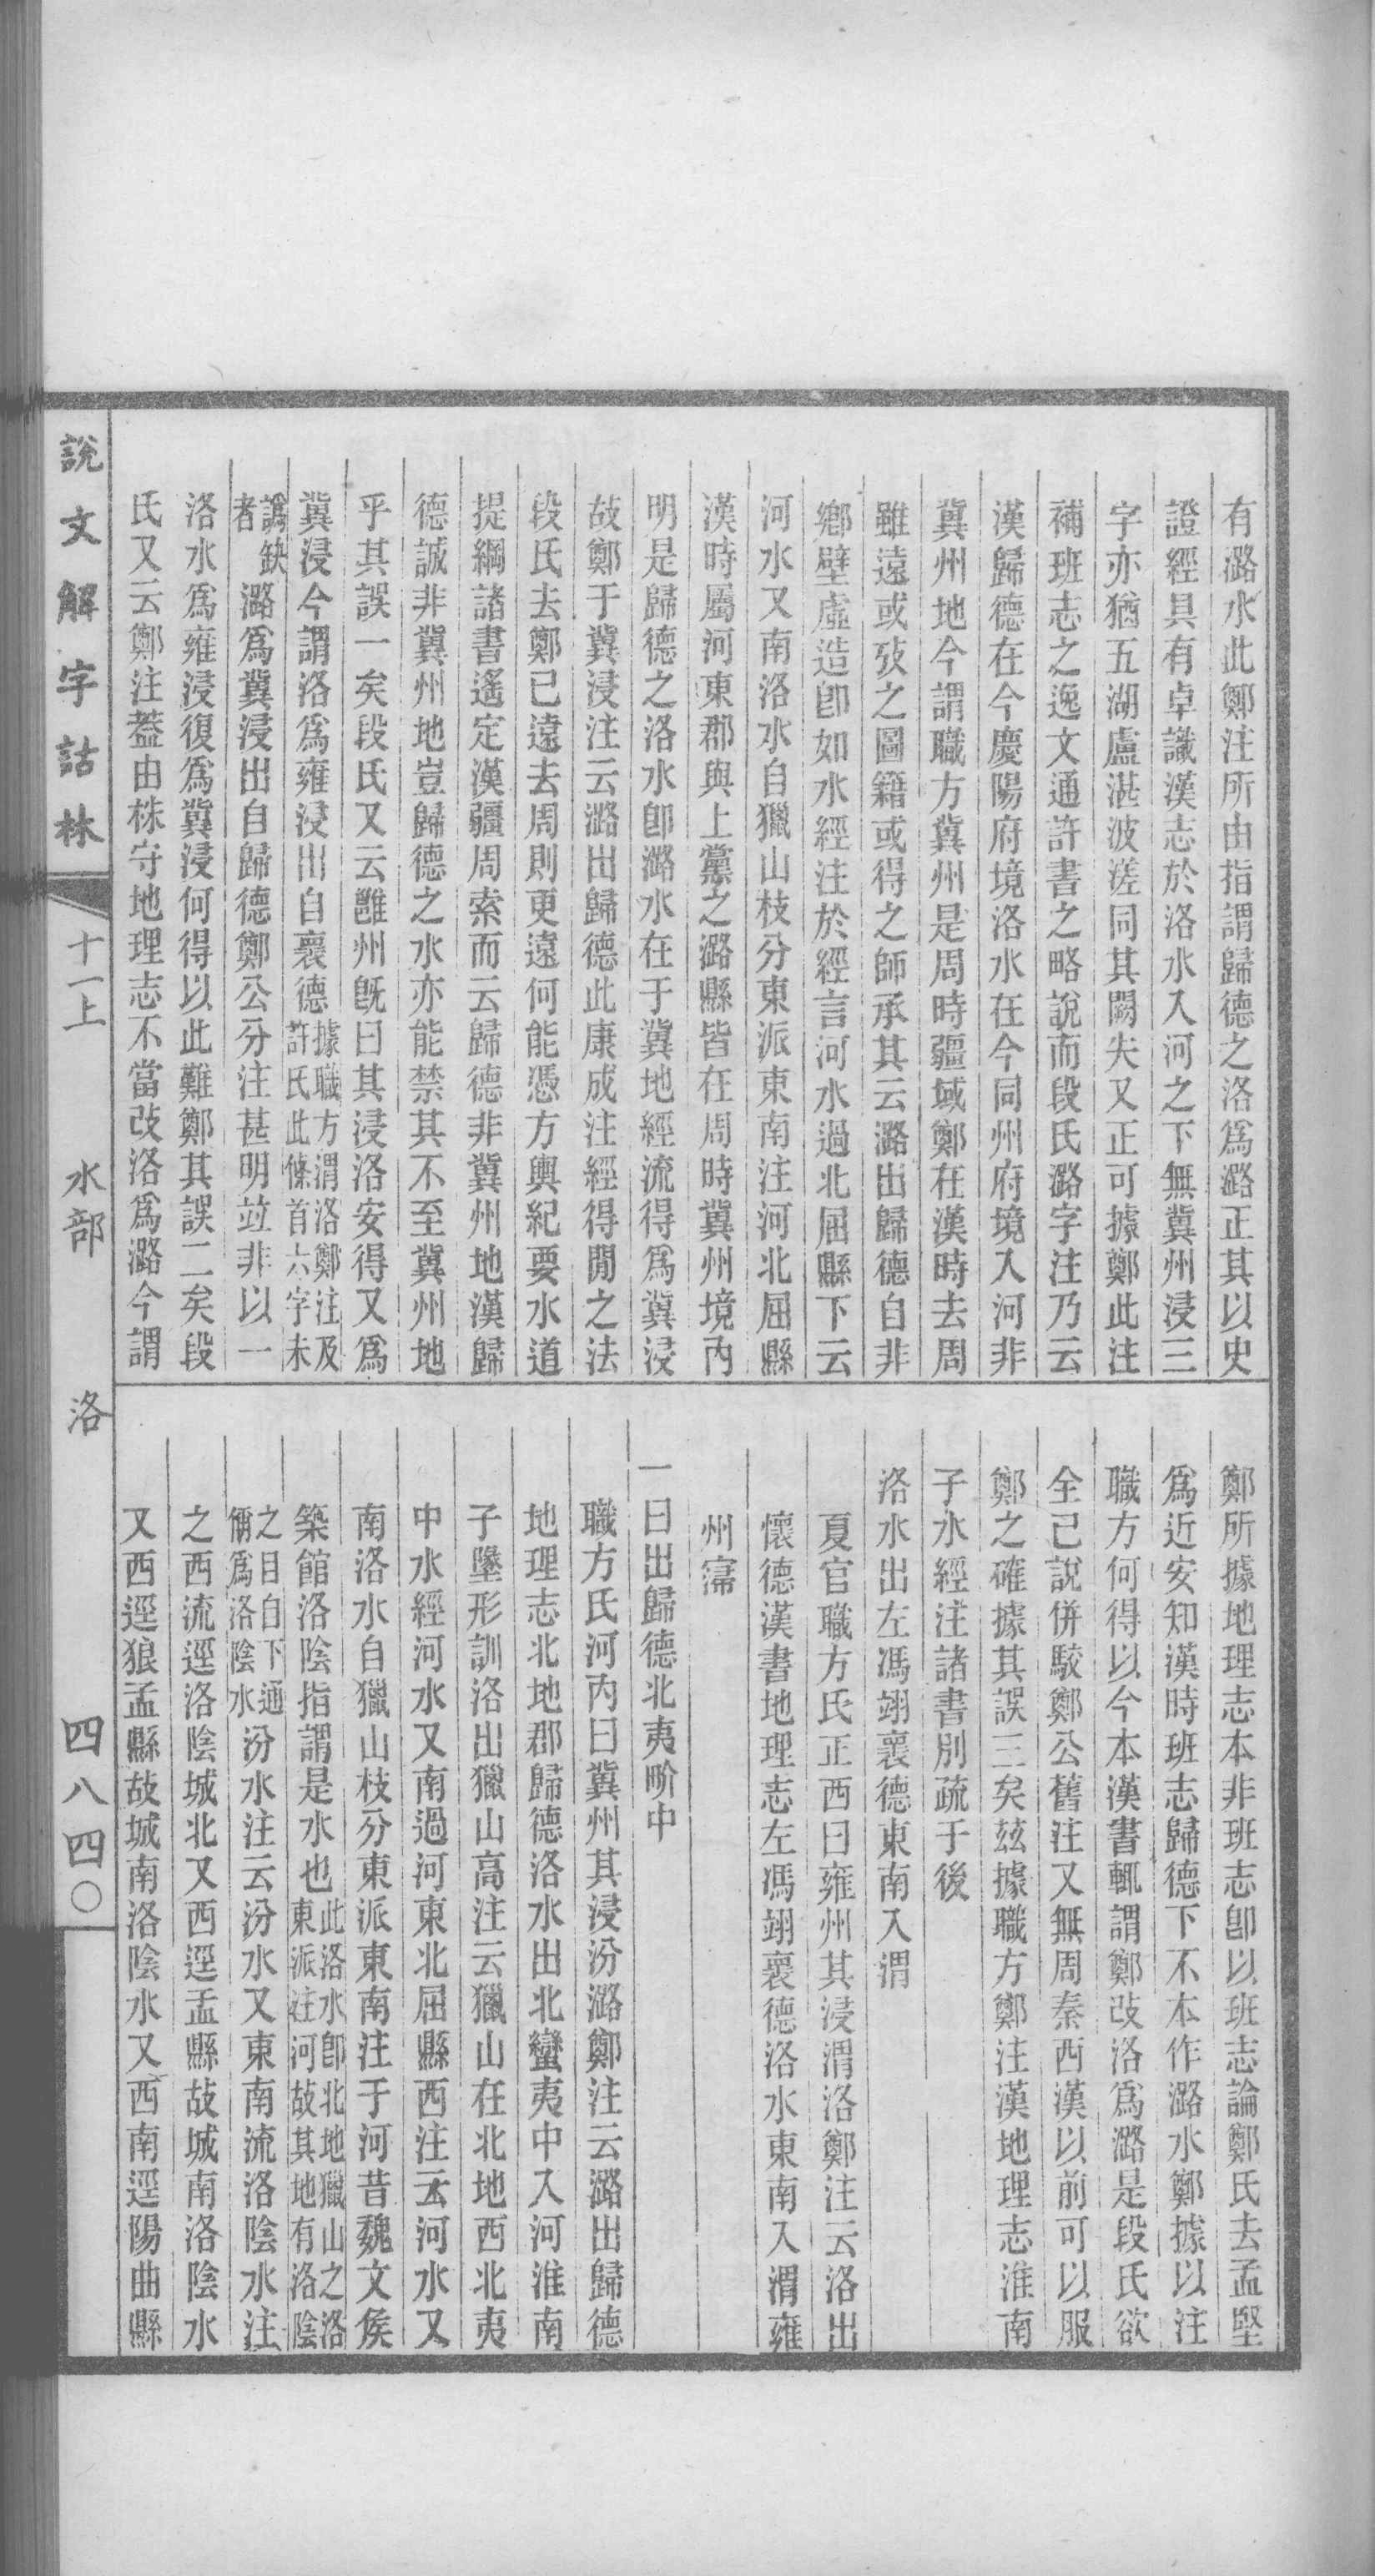 有潞水此鄭注所由指謂歸德之洛爲潞正其以史
證經具有卓識漢志於洛水入河之下無冀州浸三
字亦猶五湖盧湛波溠同其闕失又正可據鄭此注
補班志之逸文通許書之略說而段氏潞字注乃云
漢歸德在今慶陽府境洛水在今同州府境入河非
冀州地今謂職方冀州是周時疆域鄭在漢時去周
雖遠或攷之圖籍或得之師承其云潞出歸德自非
鄉壁虛造卽如水經注於經言河水過北屈縣下云
河水又南洛水自獵山枝分東派東南注河北屈縣
漢時屬河東郡與上黨之潞縣皆在周時冀州境內
明是歸德之洛水卽潞水在于冀地經流得爲冀浸
故鄭于冀浸注云潞出歸德此康成注經得閒之法
段氏去鄭已遠去周則更遠何能憑方輿紀要水道
提綱諸書遙定漢疆周索而云歸德非冀州地漢歸
德誠非冀州地豈歸德之水亦能禁其不至冀州地
乎其誤一矣段氏又云雝州旣曰其浸洛安得又爲
冀浸今謂洛爲雍浸出自褱德據職方渭洛鄭注及許氏此條首六字未
譌缺者潞爲冀浸出自歸德鄭公分注甚明竝非以一
洛水爲雍浸復爲冀浸何得以此難鄭其誤二矣段
氏又云鄭注葢由株守地理志不當改洛爲潞今謂
鄭所據地理志本非班志卽以班志論鄭氏去孟堅
爲近安知漢時班志歸德下不本作潞水鄭據以注
職方何得以今本漢書輒謂鄭改洛爲潞是段氏欲
全己說併駮鄭公舊注又無周秦西漢以前可以服
鄭之確據其誤三矣玆據職方鄭注漢地理志淮南
子水經注諸書別疏于後
洛水出左馮翊褱德東南入渭
夏官職方氏正西曰雍州其浸渭洛鄭注云洛出
懷德漢書地理志左馮翊褱德洛水東南入渭雍
州寖
一曰出歸德北夷畍中
職方氏河內曰冀州其浸汾潞鄭注云潞出歸德
地理志北地郡歸德洛水出北蠻夷中入河淮南
子墬形訓洛出獵山高注云獵山在北地西北夷
中水經河水又南過河東北屈縣西注云河水又
南洛水自獵山枝分東派東南注于河昔魏文侯
築館洛陰指謂是水也此洛水卽北地獵山之洛東派注河故其地有洛陰
之目自下通偁爲洛陰水汾水注云汾水又東南流洛陰水注
之西流逕洛陰城北又西逕盂縣故城南洛陰水
又西逕狼孟縣故城南洛陰水又西南逕陽曲縣
說文解字詁林
十一上
水部
洛
四八四〇